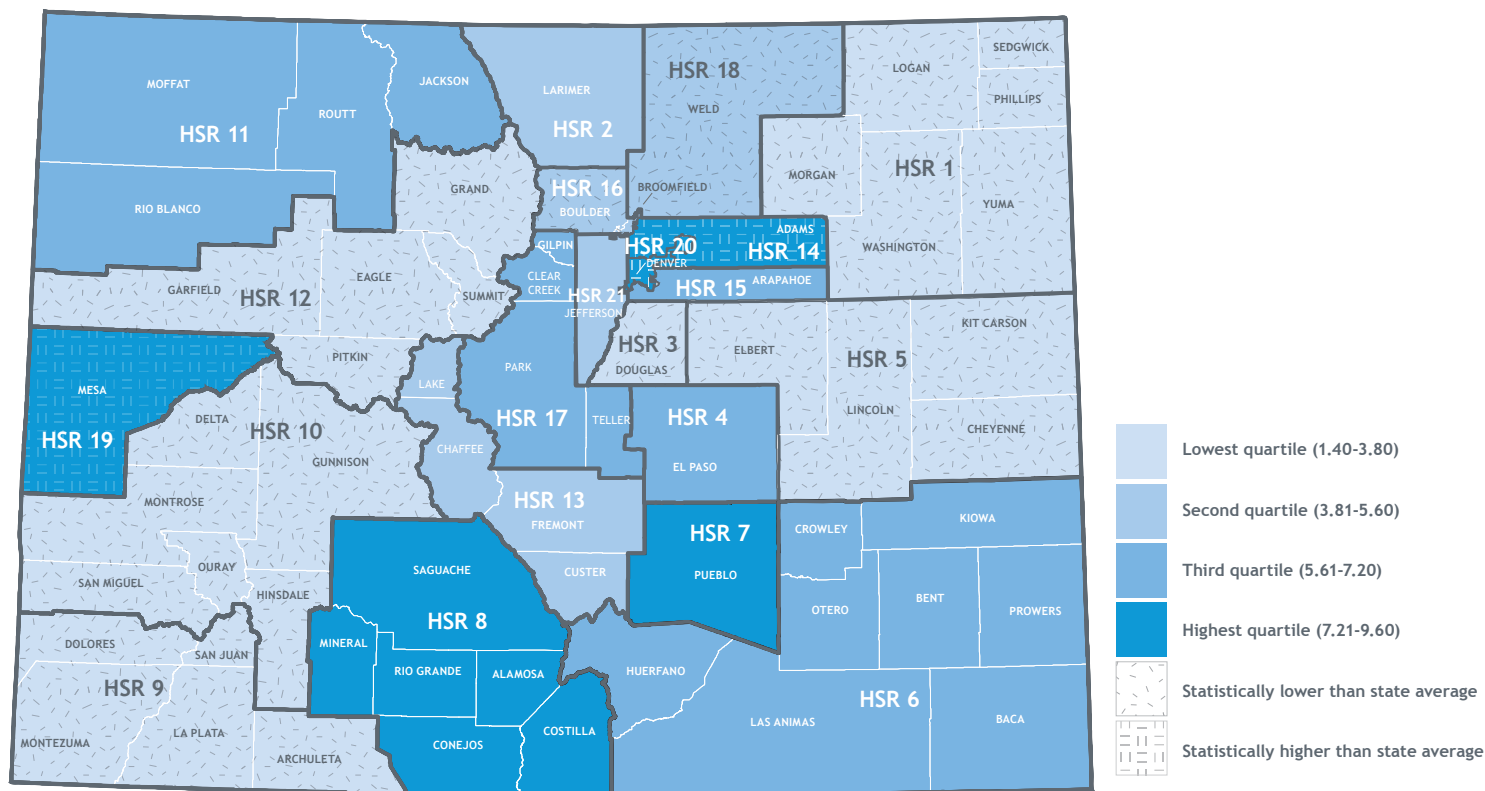 SEDGWICK
LOGAN
HSR 18
JACKSON
MOFFAT
LARIMER
PHILLIPS
WELD
ROUTT
HSR 2
HSR 11
HSR 1
MORGAN
HSR 16
BROOMFIELD
GRAND
YUMA
RIO BLANCO
BOULDER
ADAMS
GILPIN
HSR 20
WASHINGTON
HSR 14
DENVER
EAGLE
CLEAR
CREEK
ARAPAHOE
HSR 15
GARFIELD
HSR 12
SUMMIT
HSR 21
JEFFERSON
KIT CARSON
HSR 3
ELBERT
HSR 5
PITKIN
PARK
DOUGLAS
LAKE
MESA
LINCOLN
DELTA
HSR 17
TELLER
HSR 4
HSR 10
CHEYENNE
HSR 19
CHAFFEE
GUNNISON
EL PASO
MONTROSE
HSR 13
FREMONT
HSR 7
CROWLEY
KIOWA
OURAY
SAGUACHE
CUSTER
PUEBLO
SAN MIGUEL
HINSDALE
BENT
OTERO
PROWERS
HSR 8
DOLORES
MINERAL
SAN JUAN
RIO GRANDE
ALAMOSA
HUERFANO
HSR 9
HSR 6
LAS ANIMAS
BACA
LA PLATA
COSTILLA
MONTEZUMA
CONEJOS
ARCHULETA
Lowest quartile (1.40-3.80)
Second quartile (3.81-5.60)
Third quartile (5.61-7.20)
Highest quartile (7.21-9.60)
Statistically lower than state average
Statistically higher than state average